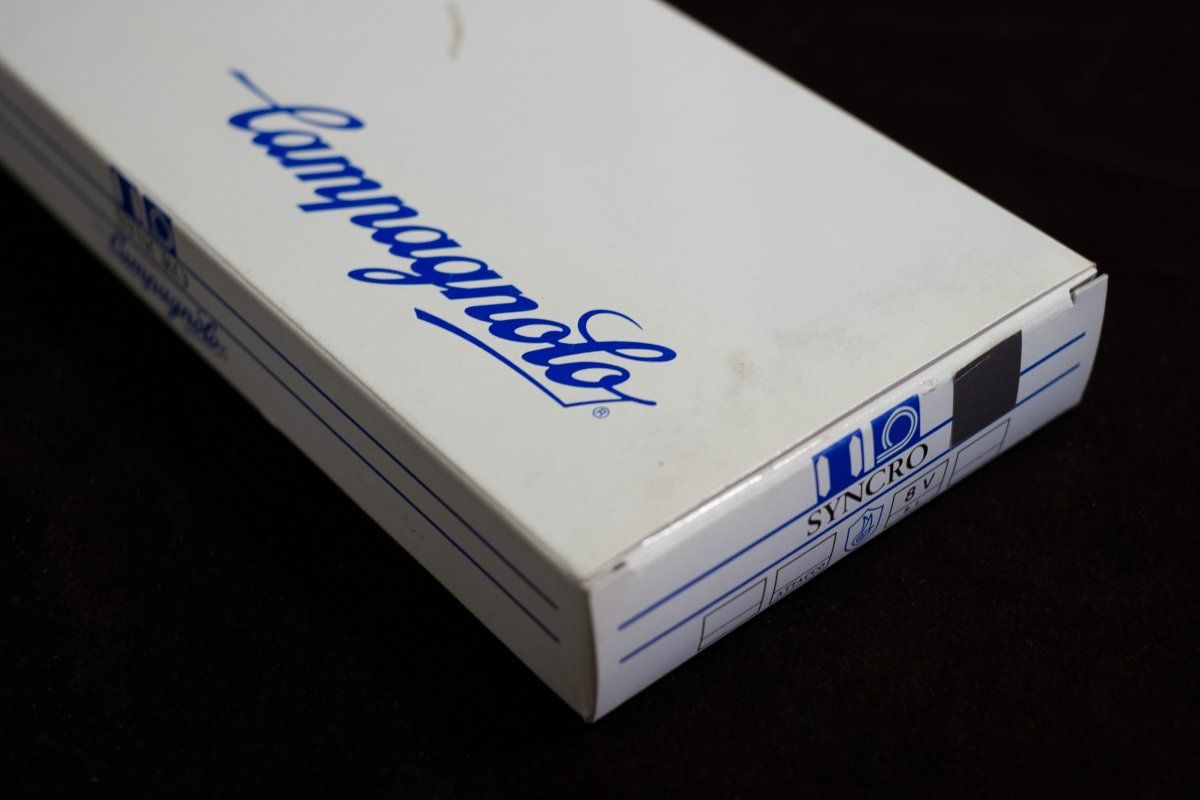 Campagnolo®
SYNCRO
Campagnolo
SYNCRO
8 V
ATTACCO